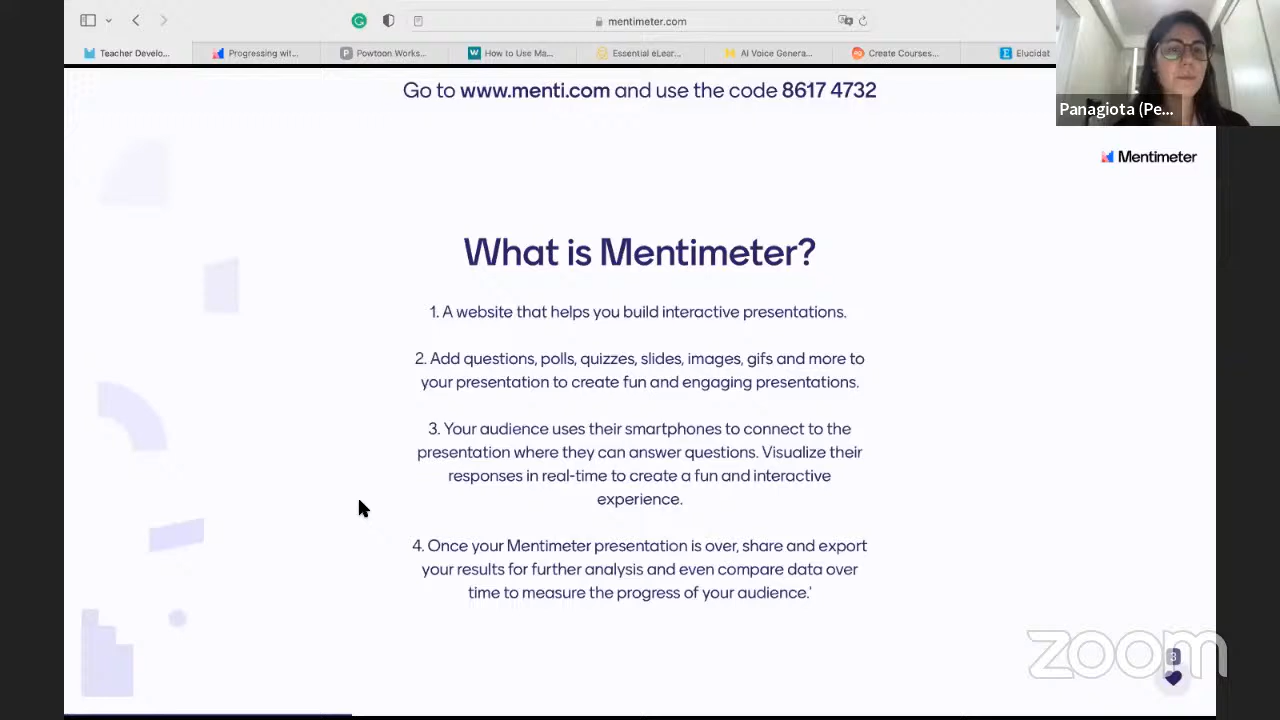 mentimeter.com
Teacher Develo...
Progressing wit...
Powtoon Works...
How to Use Ma...
Essential eLear...
AI Voice Genera...
Create Courses...
Elucidat
Panagiota (Pe...
Go to www.menti.com and use the code 8617 4732
Mentimeter
What is Mentimeter?
1. A website that helps you build interactive presentations.
2. Add questions, polls, quizzes, slides, images, gifs and more to
your presentation to create fun and engaging presentations.
3. Your audience uses their smartphones to connect to the
presentation where they can answer questions. Visualize their
responses in real-time to create a fun and interactive
experience.
4. Once your Mentimeter presentation is over, share and export
your results for further analysis and even compare data over
time to measure the progress of your audience.'
zoom
3